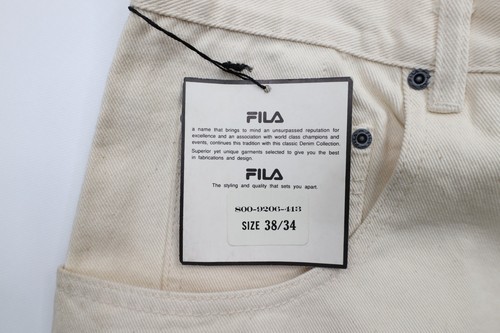 FILA
a name that brings to mind an unsurpassed reputation for
excellence and an association with world class champions and
events, continues this tradition with this classic Denim Collection.
Superior yet unique garments selected to give you the best
in fabrications and design.
FILA
The styling and quality that sets you apart.
800-9206-413
SIZE 38/34